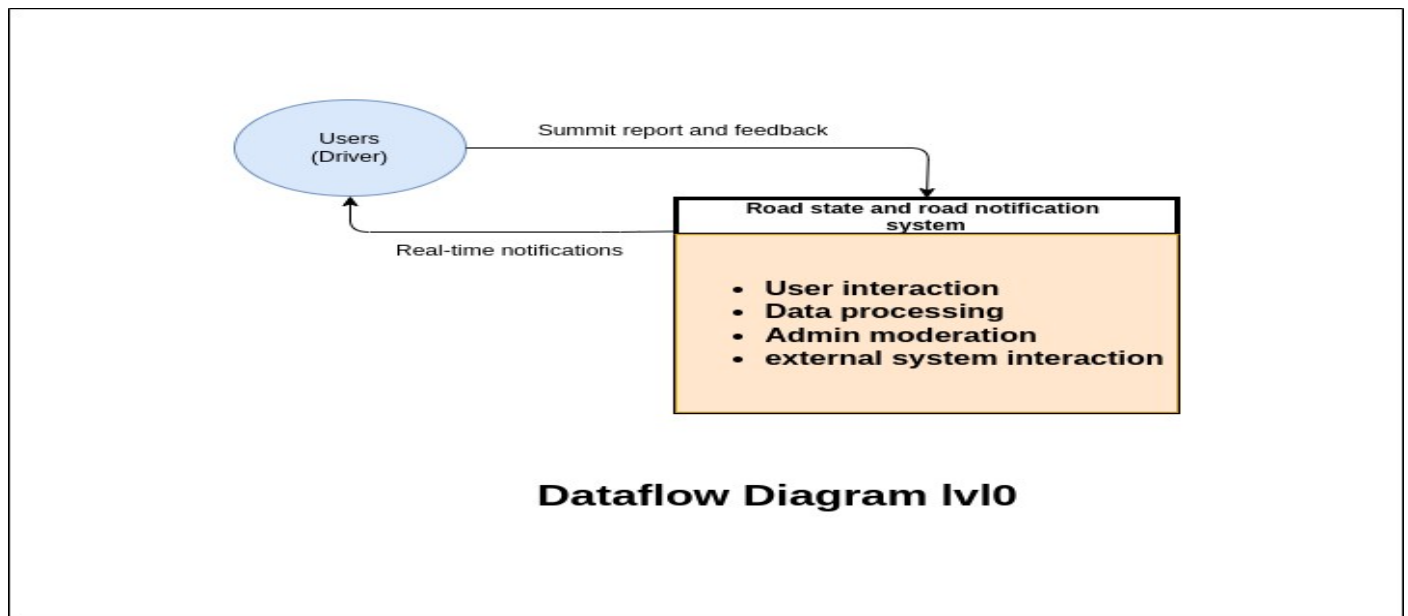 Users
(Driver)
Summit report and feedback
Road state and road notification
system
Real-time notifications
• User interaction
• Data processing
• Admin moderation
• external system interaction
Dataflow Diagram lvl0